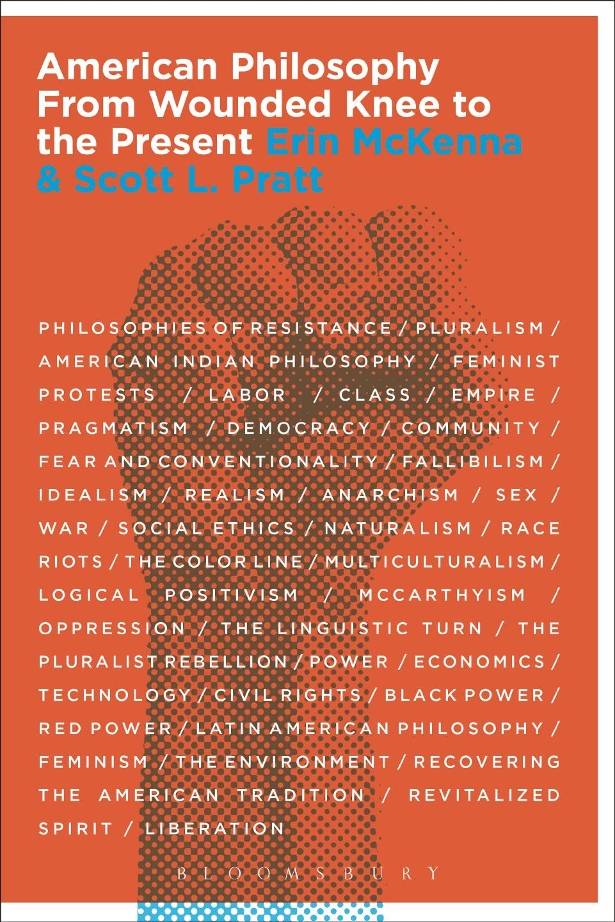 American Philosophy
From Wounded Knee to
the Present Erin McKenna
& Scott L. Pratt
PHILOSOPHIES OF RESISTANCE / PLURALISM /
AMERICAN INDIAN PHILOSOPHY / FEMINIST
PROTESTS / LABOR / CLASS / EMPIRE /
PRAGMATISM / DEMOCRACY / COMMUNITY /
FEAR AND CONVENTIONALITY / FALLIBILISM /
IDEALISM / REALISM / ANARCHISM / SEX /
WAR / SOCIAL ETHICS / NATURALISM / RACE
RIOTS / THE COLOR LINE / MULTICULTURALISM /
LOGICAL POSITIVISM / MCCARTHYISM /
OPPRESSION / THE LINGUISTIC TURN / THE
PLURALIST REBELLION / POWER / ECONOMICS /
TECHNOLOGY / CIVIL RIGHTS / BLACK POWER /
RED POWER / LATIN AMERICAN PHILOSOPHY /
FEMINISM / THE ENVIRONMENT / RECOVERING
THE AMERICAN TRADITION / REVITALIZED
SPIRIT / LIBERATION
BLOOMSBURY